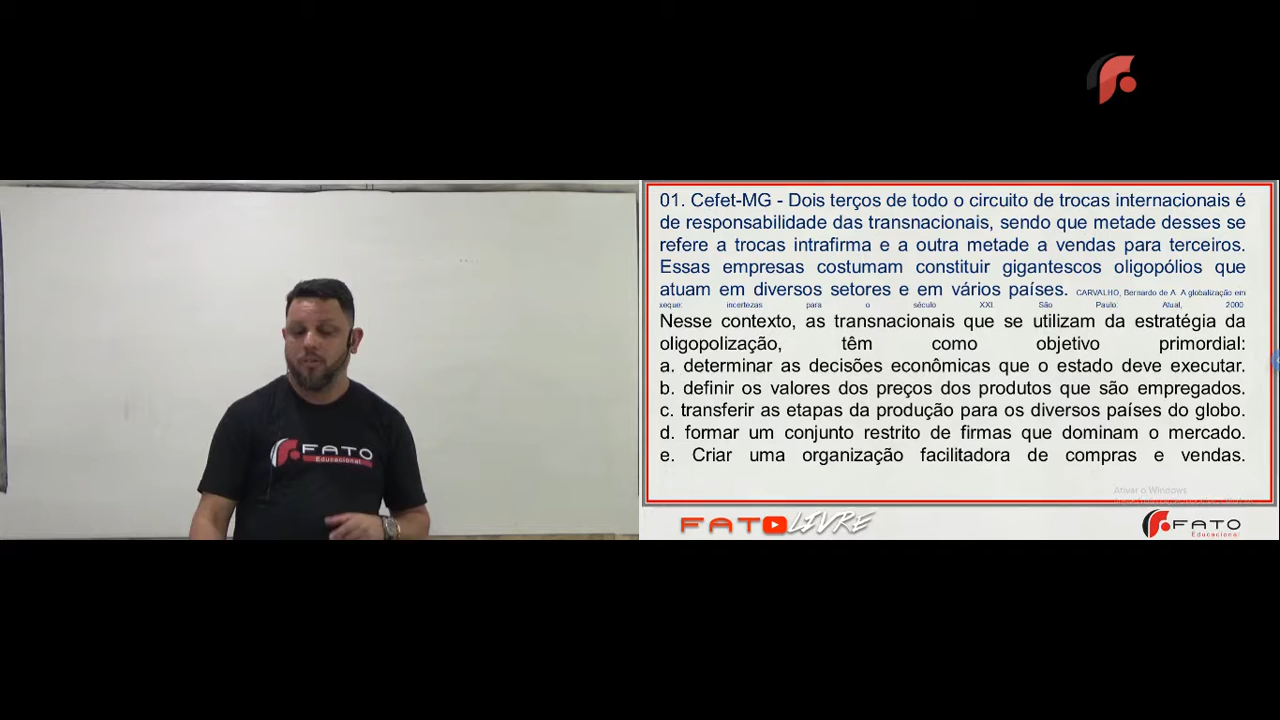 FATO
Educacional
01. Cefet-MG - Dois terços de todo o circuito de trocas internacionais é
de responsabilidade das transnacionais, sendo que metade desses se
refere a trocas intrafirma e a outra metade a vendas para terceiros.
Essas empresas costumam constituir gigantescos oligopólios que
atuam em diversos setores e em vários países. CARVALHO, Bernardo de A. A globalização em
xeque: incertezas para o século XXI. São Paulo: Atual, 2000
Nesse contexto, as transnacionais que se utilizam da estratégia da
oligopolização, têm como objetivo primordial:
a. determinar as decisões econômicas que o estado deve executar.
b. definir os valores dos preços dos produtos que são empregados.
c. transferir as etapas da produção para os diversos países do globo.
d. formar um conjunto restrito de firmas que dominam o mercado.
e. Criar uma organização facilitadora de compras e vendas.
Ativar o Windows
FATO LIVRE
FATO
Educacional